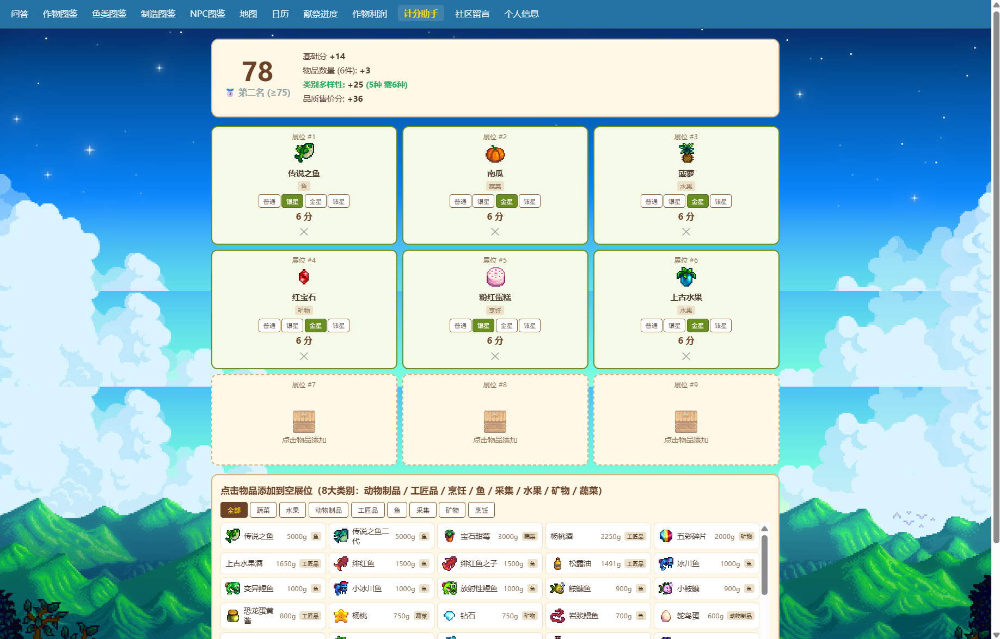 问答 作物图鉴 鱼类图鉴 制造图鉴 NPC图鉴 地图 日历 献祭进度 作物利润 计分助手 社区留言 个人信息
78
第二名 (≥75)
基础分 +14
物品数量 (6件): +3
类别多样性: +25 (5种 需6种)
品质售价分: +36
展位 #1
传说之鱼
鱼
普通 银星 金星 铱星
6 分
展位 #2
南瓜
蔬菜
普通 银星 金星 铱星
6 分
展位 #3
菠萝
水果
普通 银星 金星 铱星
6 分
展位 #4
红宝石
矿物
普通 银星 金星 铱星
6 分
展位 #5
粉红蛋糕
烹饪
普通 银星 金星 铱星
6 分
展位 #6
上古水果
水果
普通 银星 金星 铱星
6 分
展位 #7
点击物品添加
展位 #8
点击物品添加
展位 #9
点击物品添加
点击物品添加到空展位（8大类别：动物制品 / 工匠品 / 烹饪 / 鱼 / 采集 / 水果 / 矿物 / 蔬菜）
全部 蔬菜 水果 动物制品 工匠品 鱼 采集 矿物 烹饪
传说之鱼 5000g 鱼
传说之鱼二代 5000g 鱼
宝石甜莓 3000g 蔬菜
杨桃酒 2250g 工匠品
五彩碎片 2000g 矿物
上古水果酒 1650g 工匠品
绯红鱼 1500g 鱼
绯红鱼之子 1500g 鱼
松露油 1491g 工匠品
冰川鱼 1000g 鱼
变异鲤鱼 1000g 鱼
小冰川鱼 1000g 鱼
放射性鲤鱼 1000g 鱼
鮟鱇鱼 900g 鱼
小鮟鱇 900g 鱼
恐龙蛋黄酱 800g 工匠品
杨桃 750g 蔬菜
钻石 750g 矿物
岩浆鳗鱼 700g 鱼
鸵鸟蛋 600g 动物制品